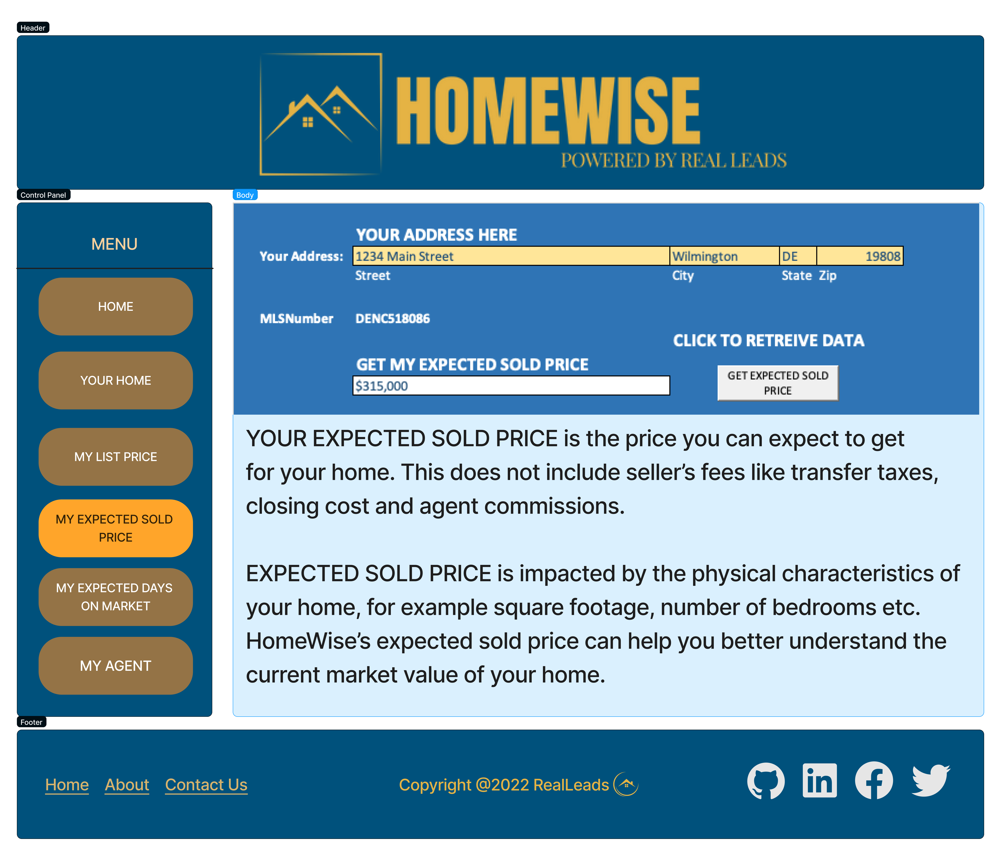 Header
HOMEWISE
POWERED BY REAL LEADS
Control Panel
MENU
HOME
YOUR HOME
MY LIST PRICE
MY EXPECTED SOLD
PRICE
MY EXPECTED DAYS
ON MARKET
MY AGENT
Body
YOUR ADDRESS HERE
Your Address: 1234 Main Street Wilmington DE 19808
Street City State Zip
MLSNumber DENC518086
CLICK TO RETREIVE DATA
GET MY EXPECTED SOLD PRICE
$315,000
GET EXPECTED SOLD
PRICE
YOUR EXPECTED SOLD PRICE is the price you can expect to get
for your home. This does not include seller’s fees like transfer taxes,
closing cost and agent commissions.
EXPECTED SOLD PRICE is impacted by the physical characteristics of
your home, for example square footage, number of bedrooms etc.
HomeWise’s expected sold price can help you better understand the
current market value of your home.
Footer
Home About Contact Us
Copyright @2022 RealLeads
in